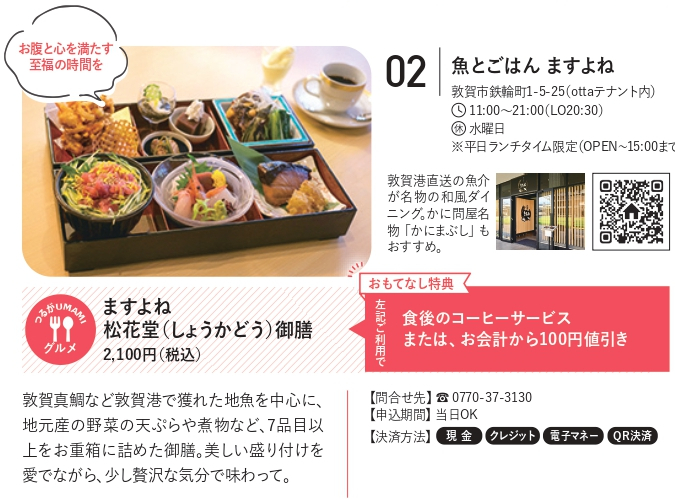 お腹と心を満たす
至福の時間を
02
魚とごはん ますよね
敦賀市鉄輪町1-5-25（ottaテナント内）
11:00～21:00（LO20:30）
休 水曜日
※平日ランチタイム限定（OPEN～15:00まで
敦賀港直送の魚介
が名物の和風ダイ
ニング。かに問屋名
物「かにまぶし」も
おすすめ。
つるがUMAMI
グルメ
ますよね
松花堂（しょうかどう）御膳
2,100円（税込）
おもてなし特典
左記ご利用で
食後のコーヒーサービス
または、お会計から100円値引き
敦賀真鯛など敦賀港で獲れた地魚を中心に、
地元産の野菜の天ぷらや煮物など、7品目以
上をお重箱に詰めた御膳。美しい盛り付けを
愛でながら、少し贅沢な気分で味わって。
【問合せ先】☎ 0770-37-3130
【申込期間】当日OK
【決済方法】現金 クレジット 電子マネー QR決済